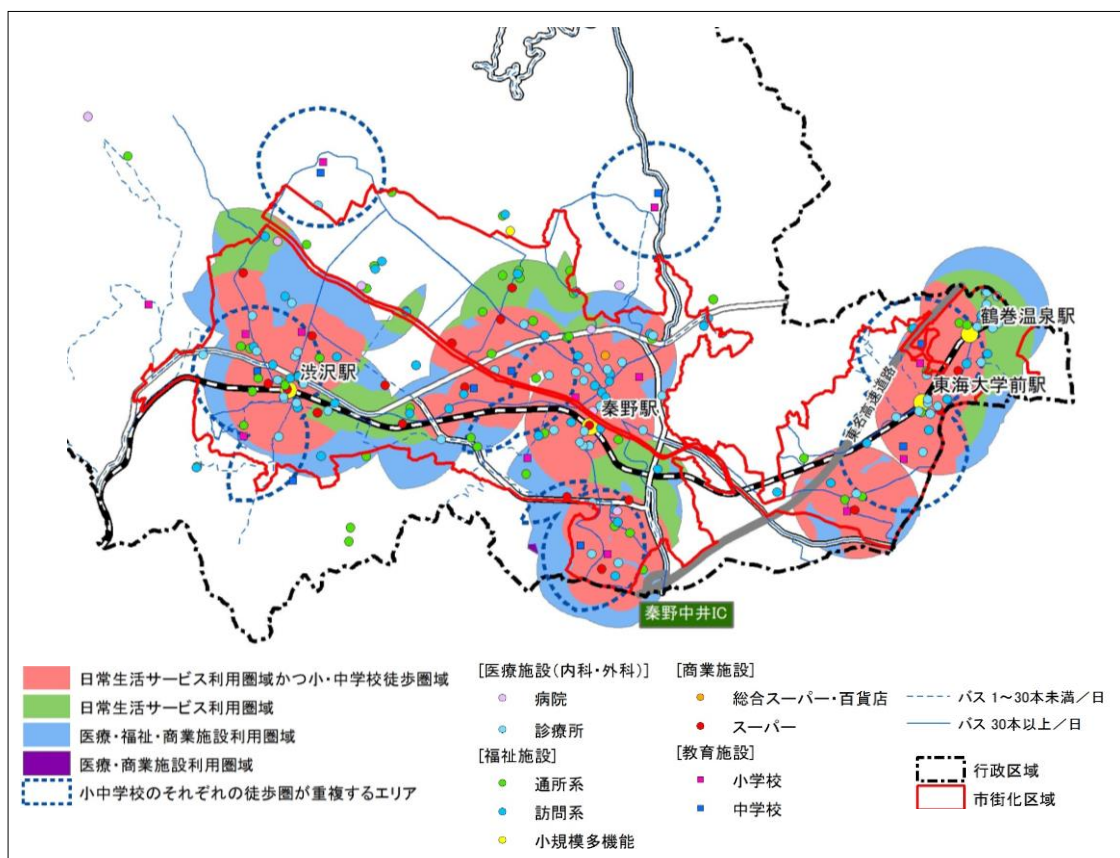 鶴巻温泉駅
渋沢駅
東海大学前駅
東名高速道路
秦野駅
秦野中井IC
日常生活サービス利用圏域かつ小・中学校徒歩圏域
日常生活サービス利用圏域
医療・福祉・商業施設利用圏域
医療・商業施設利用圏域
小中学校のそれぞれの徒歩圏が重複するエリア
[医療施設(内科・外科)]
病院
診療所
[福祉施設]
通所系
訪問系
小規模多機能
[商業施設]
総合スーパー・百貨店
スーパー
[教育施設]
小学校
中学校
バス 1~30本未満/日
バス 30本以上/日
行政区域
市街化区域